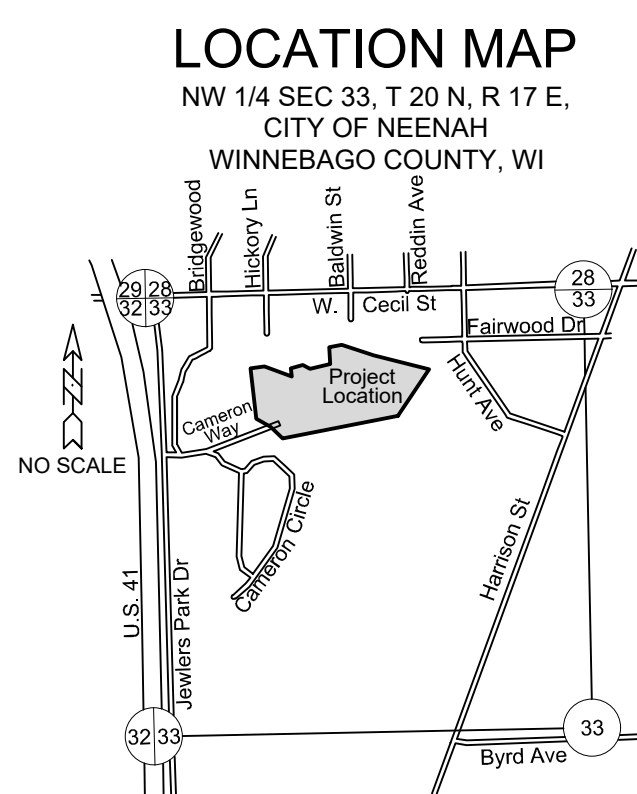 LOCATION MAP
NW 1/4 SEC 33, T 20 N, R 17 E,
CITY OF NEENAH
WINNEBAGO COUNTY, WI
Bridgewood
Hickory Ln
Baldwin St
Reddin Ave
29 28
32 33
28
33
W. Cecil St
Fairwood Dr
Project
Location
Hunt Ave
Cameron
Way
N
NO SCALE
Cameron Circle
Harrison St
U.S. 41
Jewlers Park Dr
32 33
33
Byrd Ave